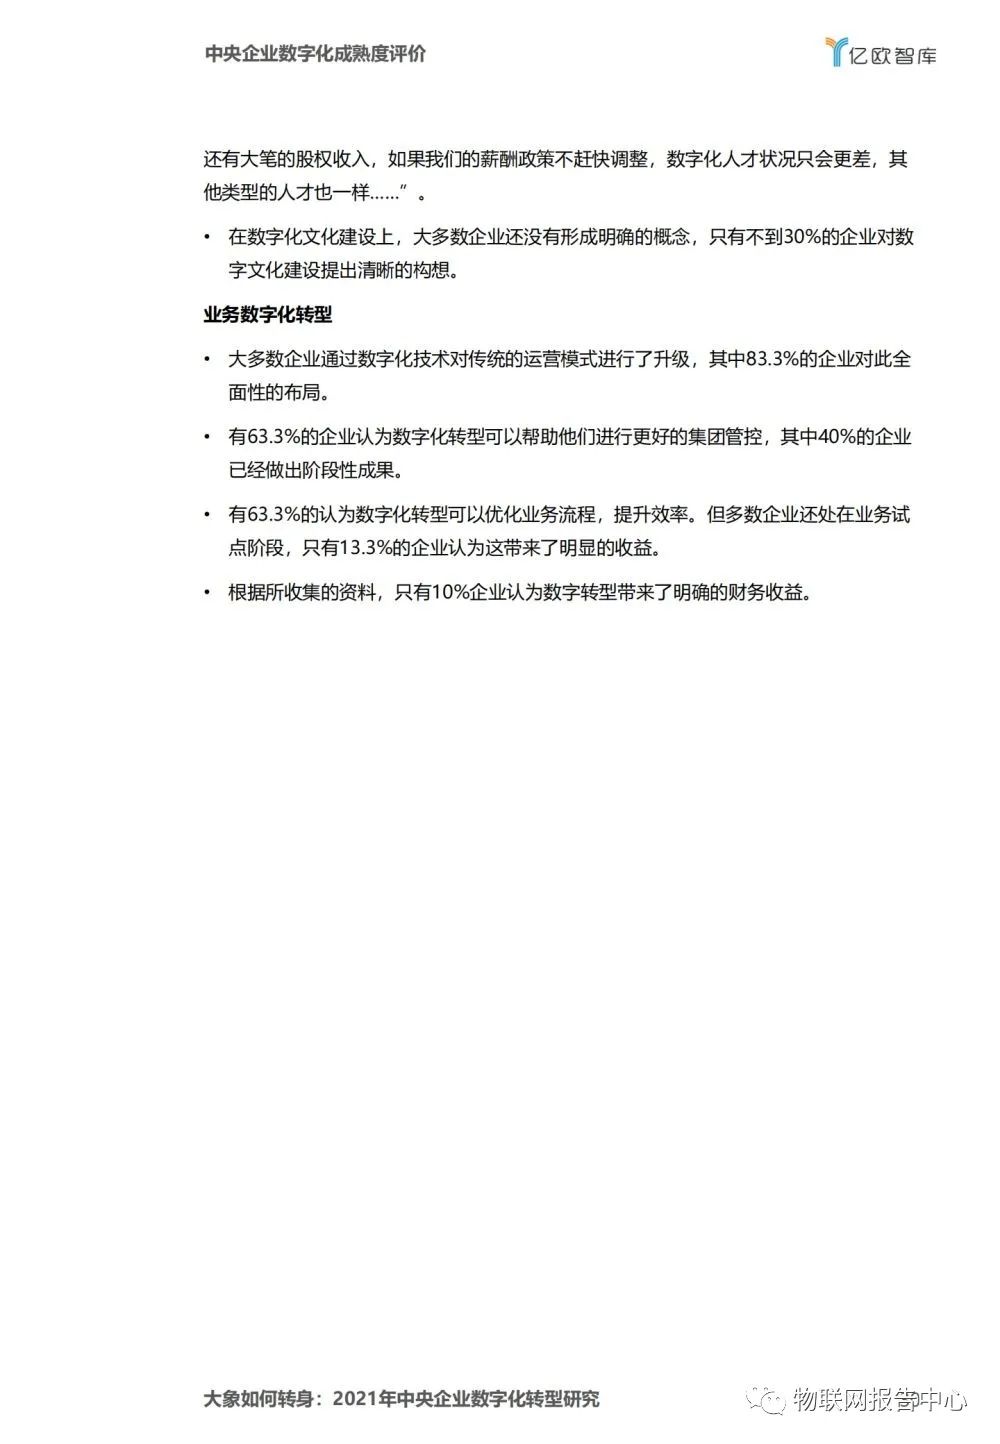 中央企业数字化成熟度评价
亿欧智库
还有大笔的股权收入，如果我们的薪酬政策不赶快调整，数字化人才状况只会更差，其
他类型的人才也一样……”。
• 在数字化文化建设上，大多数企业还没有形成明确的概念，只有不到30%的企业对数
字文化建设提出清晰的构想。
业务数字化转型
• 大多数企业通过数字化技术对传统的运营模式进行了升级，其中83.3%的企业对此全
面性的布局。
• 有63.3%的企业认为数字化转型可以帮助他们进行更好的集团管控，其中40%的企业
已经做出阶段性成果。
• 有63.3%的认为数字化转型可以优化业务流程，提升效率。但多数企业还处在业务试
点阶段，只有13.3%的企业认为这带来了明显的收益。
• 根据所收集的资料，只有10%企业认为数字转型带来了明确的财务收益。
大象如何转身：2021年中央企业数字化转型研究
物联网报告中心